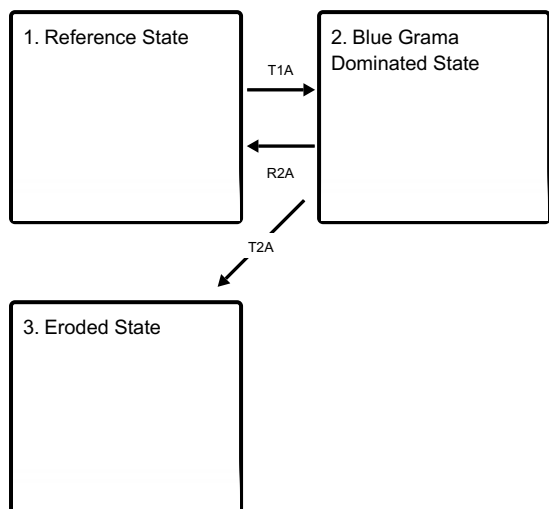 1. Reference State
2. Blue Grama
Dominated State
T1A
R2A
T2A
3. Eroded State